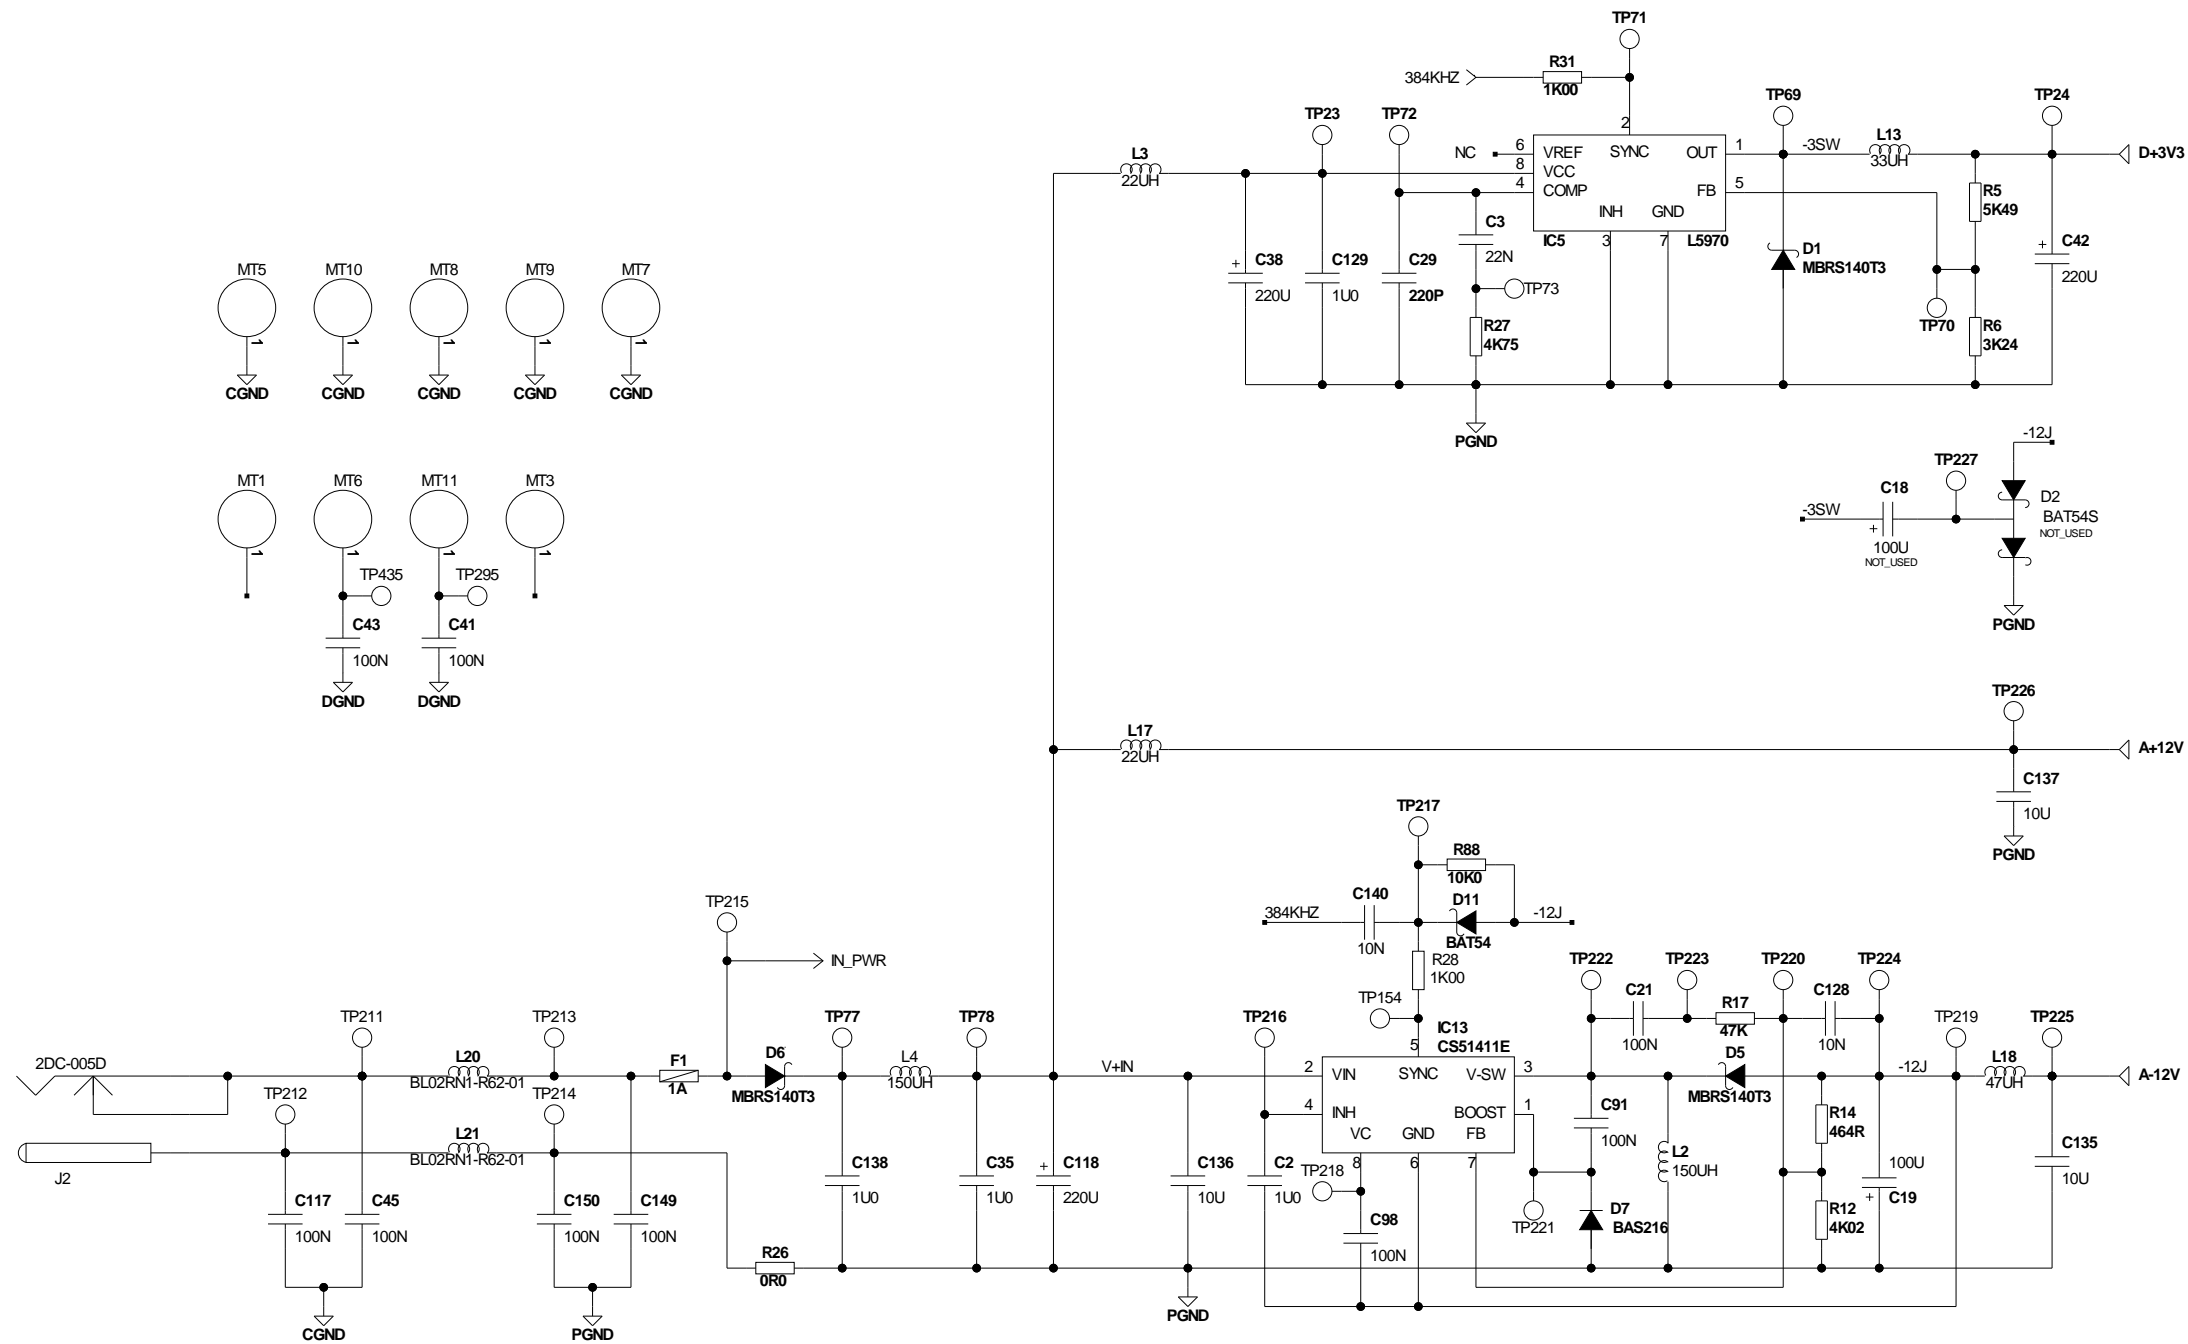 TP71
384KHZ
R31
1K00
TP69
TP24
TP23
TP72
2
L3
22UH
NC
6
8
4
VREF
VCC
COMP
SYNC
OUT
FB
INH
GND
1
5
-3SW
L13
33UH
D+3V3
IC5
3
7
L5970
C3
22N
R5
5K49
C38
220U
C129
1U0
C29
220P
TP73
D1
MBRS140T3
C42
220U
R27
4K75
TP70
R6
3K24
PGND
MT5
MT10
MT8
MT9
MT7
1
1
1
1
1
CGND
CGND
CGND
CGND
CGND
-12J
TP227
C18
-3SW
100U
NOT_USED
D2
BAT54S
NOT_USED
PGND
MT1
MT6
MT11
MT3
1
1
1
1
TP435
TP295
C43
100N
C41
100N
DGND
DGND
TP226
L17
22UH
A+12V
C137
10U
PGND
TP217
R88
10K0
C140
384KHZ
10N
D11
BAT54
-12J
R28
1K00
TP154
TP215
IN_PWR
TP222
TP223
TP220
TP224
C21
100N
R17
47K
C128
10N
TP211
TP213
TP77
TP78
TP216
IC13
CS51411E
TP219
TP225
2DC-005D
L20
BL02RN1-R62-01
F1
1A
D6
MBRS140T3
L4
150UH
V+IN
2
4
5
VIN
SYNC
V-SW
INH
BOOST
VC
GND
FB
3
1
8
6
7
D5
MBRS140T3
-12J
L18
47UH
A-12V
TP212
TP214
L21
BL02RN1-R62-01
J2
C91
100N
R14
464R
L2
150UH
C138
1U0
C35
1U0
C118
220U
C136
10U
C2
1U0
TP218
100U
C19
C135
10U
C117
100N
C45
100N
C150
100N
C149
100N
C98
100N
TP221
D7
BAS216
R12
4K02
R26
0R0
CGND
PGND
PGND